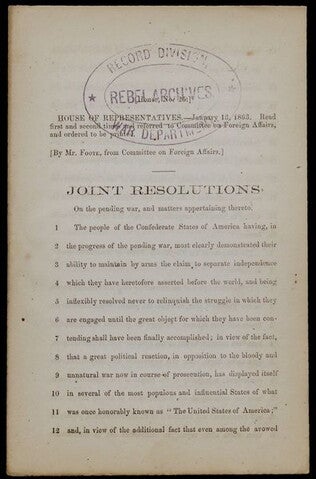 RECORD DIVISION
REBEL ARCHIVES
WAR DEPARTMENT
HOUSE OF REPRESENTATIVES.—January 13, 1863. Read
first and second time and referred to Committee on Foreign Affairs,
and ordered to be printed.
[By Mr. Foote, from Committee on Foreign Affairs.]
JOINT RESOLUTIONS
On the pending war, and matters appertaining thereto.
1 The people of the Confederate States of America having, in
2 the progress of the pending war, most clearly demonstrated their
3 ability to maintain by arms the claim to separate independence
4 which they have heretofore asserted before the world, and being
5 inflexibly resolved never to relinquish the struggle in which they
6 are engaged until the great object for which they have been con-
7 tending shall have been finally accomplished; in view of the fact,
8 that a great political reaction, in opposition to the bloody and
9 unnatural war now in course of prosecution, has displayed itself
10 in several of the most populous and influential States of what
11 was once honorably known as "The United States of America;"
12 and, in view of the additional fact that even among the avowed